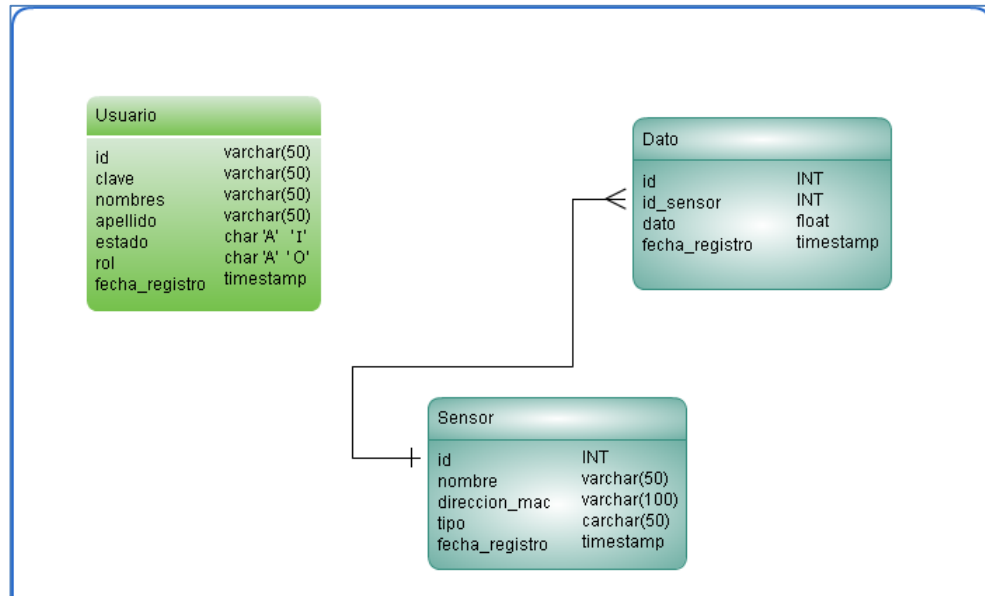 Usuario
id varchar(50)
clave varchar(50)
nombres varchar(50)
apellido varchar(50)
estado char 'A' 'I'
rol char 'A' 'O'
fecha_registro timestamp
Dato
id INT
id_sensor INT
dato float
fecha_registro timestamp
Sensor
id INT
nombre varchar(50)
direccion_mac varchar(100)
tipo carchar(50)
fecha_registro timestamp